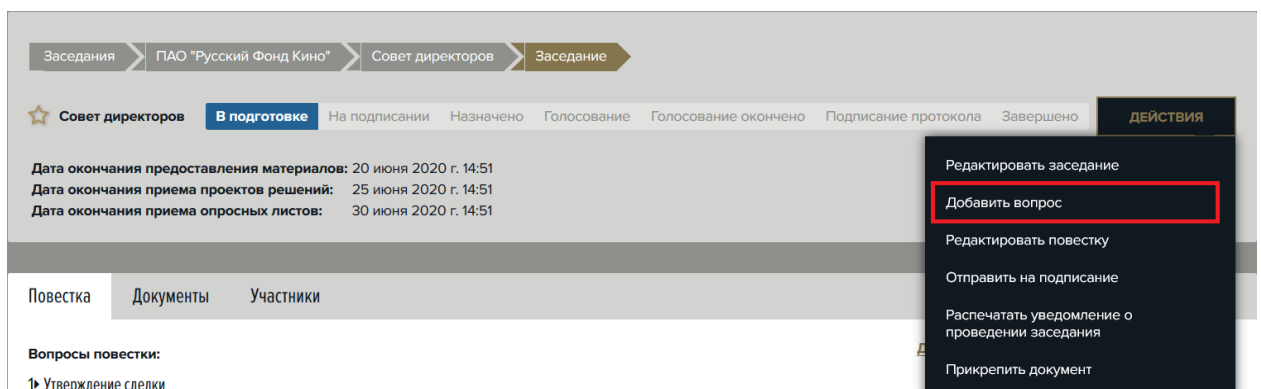 Заседания ПАО "Русский Фонд Кино" Совет директоров Заседание
Совет директоров В подготовке На подписании Назначено Голосование Голосование окончено Подписание протокола Завершено ДЕЙСТВИЯ
Дата окончания предоставления материалов: 20 июня 2020 г. 14:51
Дата окончания приема проектов решений: 25 июня 2020 г. 14:51
Дата окончания приема опросных листов: 30 июня 2020 г. 14:51
Редактировать заседание
Добавить вопрос
Редактировать повестку
Отправить на подписание
Распечатать уведомление о
проведении заседания
Прикрепить документ
Повестка Документы Участники
Вопросы повестки:
1 Утверждение сделки